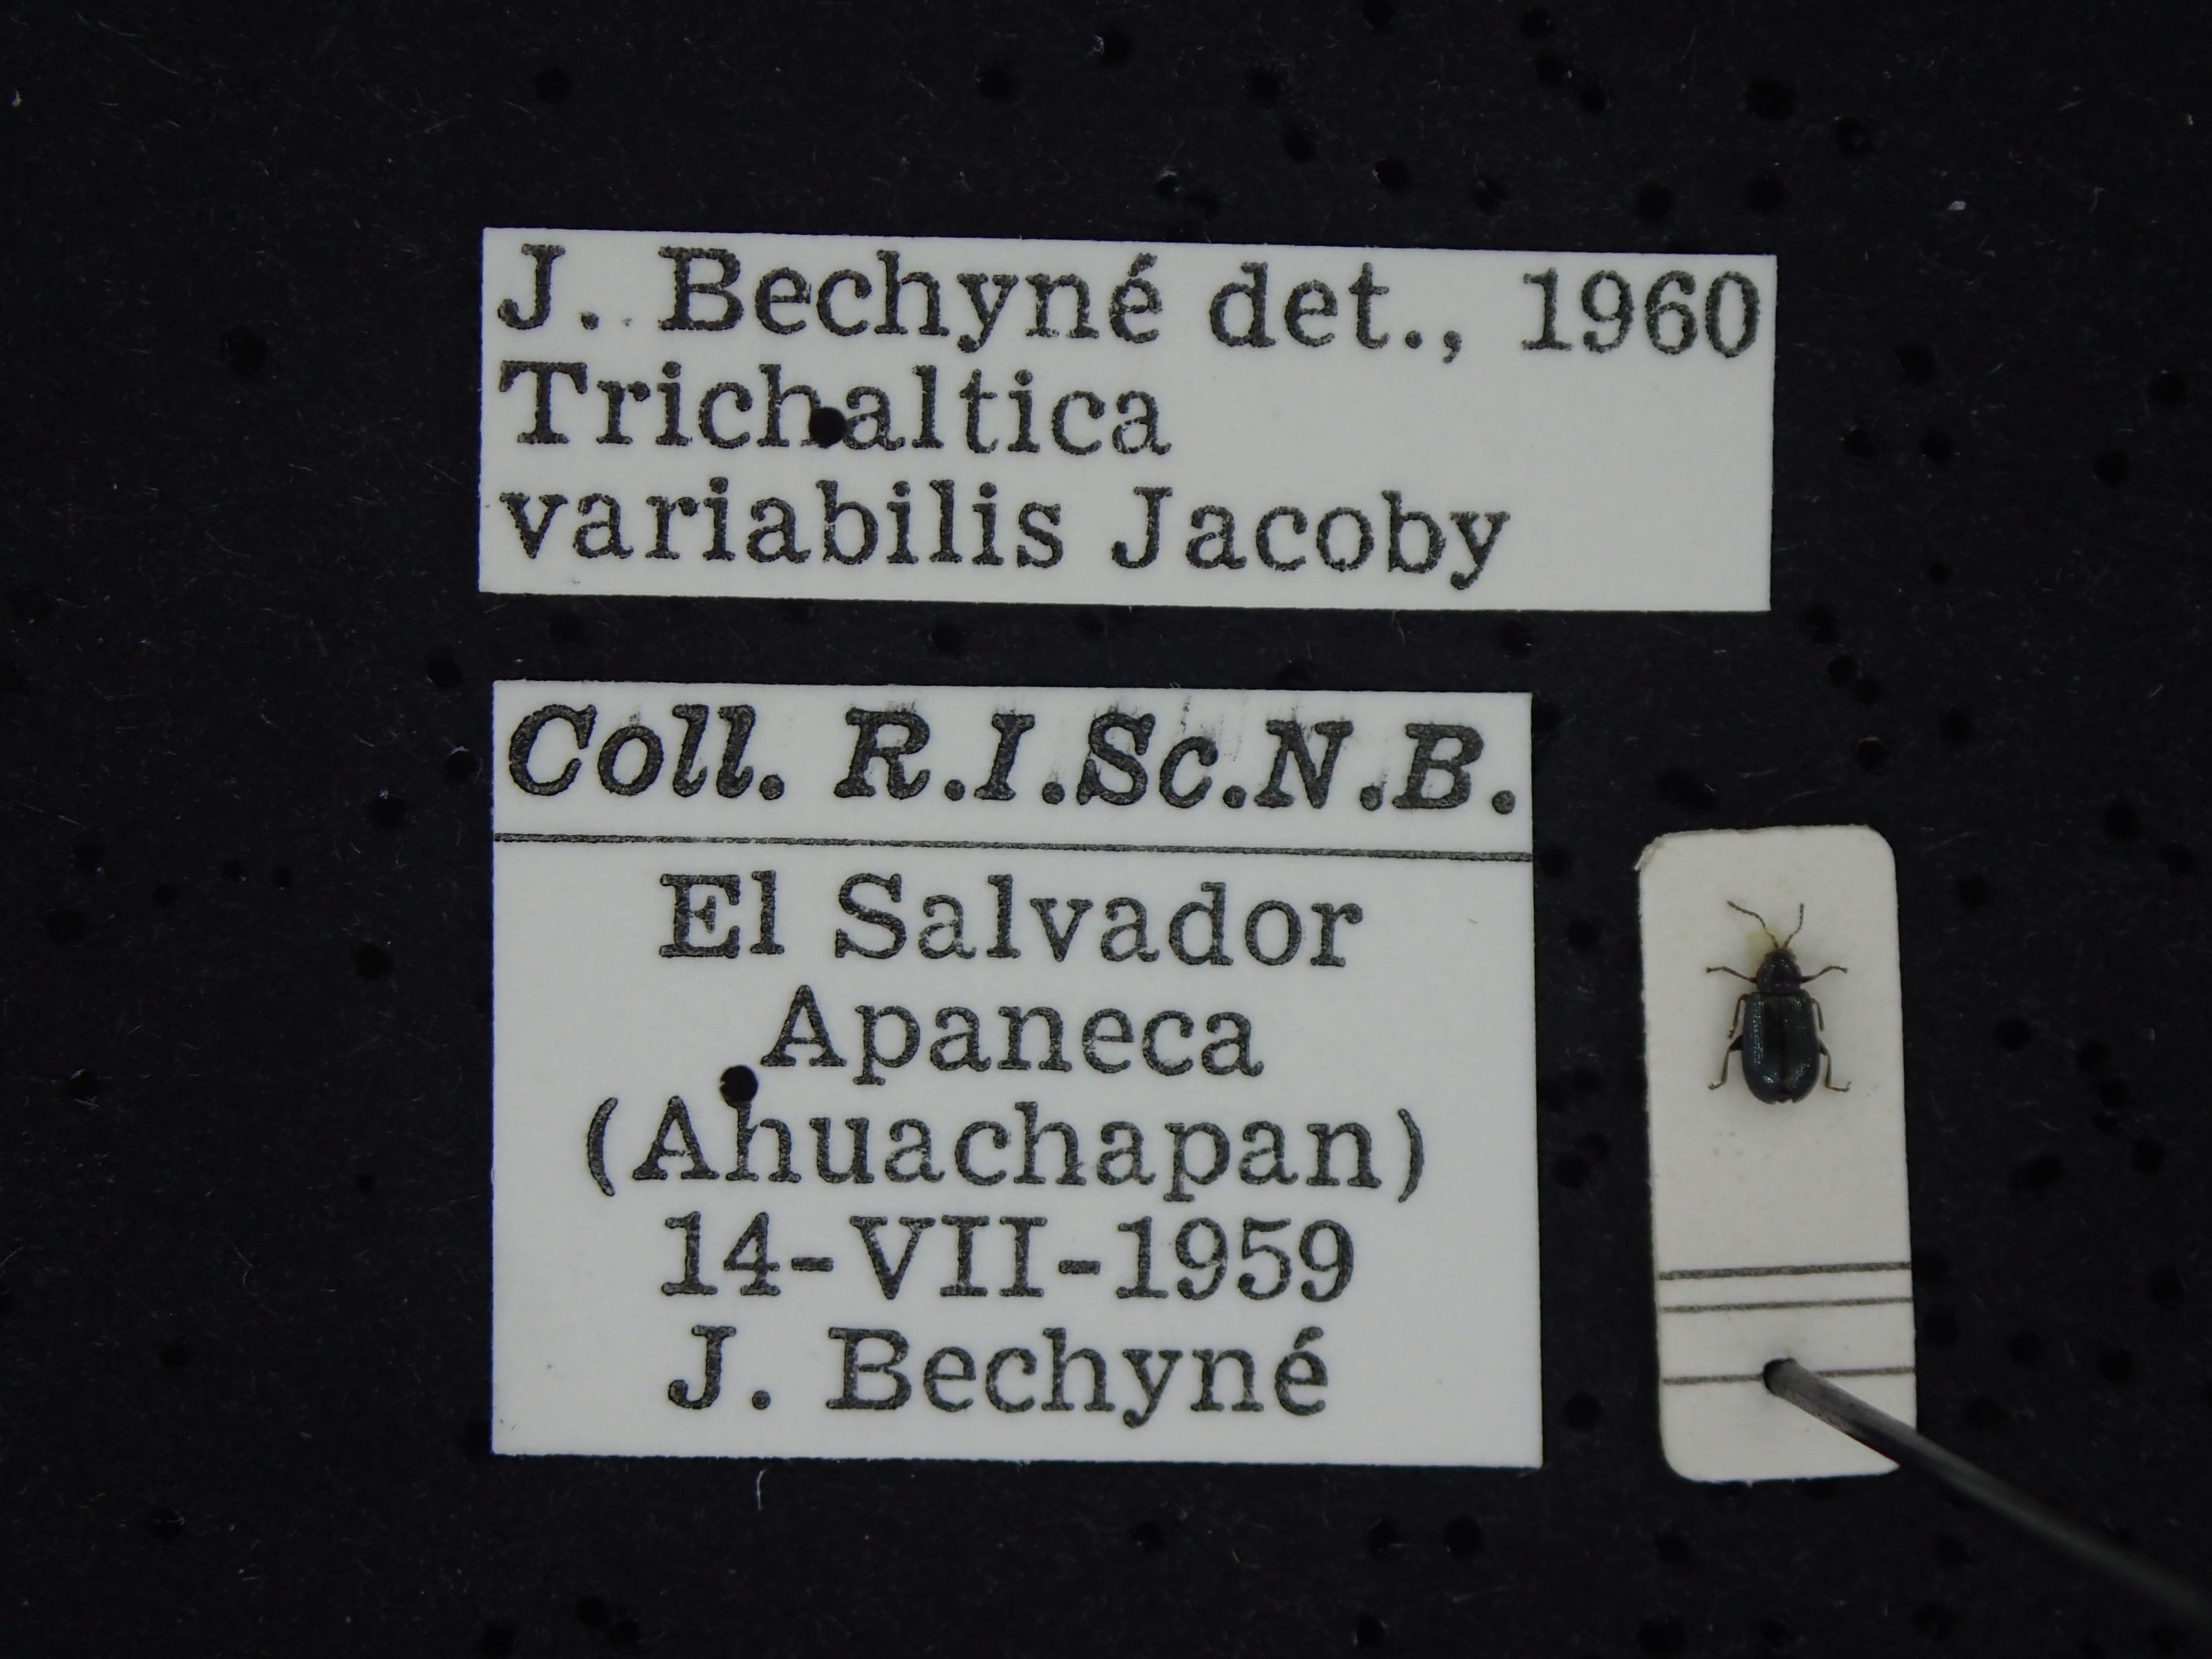 J. Bechyné det., 1960
Trichaltica
variabilis Jacoby
Coll. R.I.Sc.N.B.
El Salvador
Apaneca
(Ahuachapan)
14-VII-1959
J. Bechyné